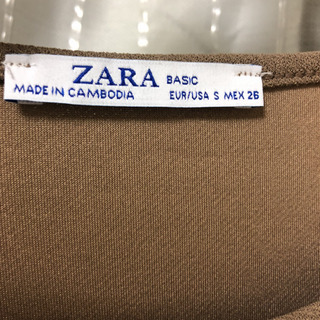 ZARA BASIC
MADE IN CAMBODIA EUR/USA S MEX 26